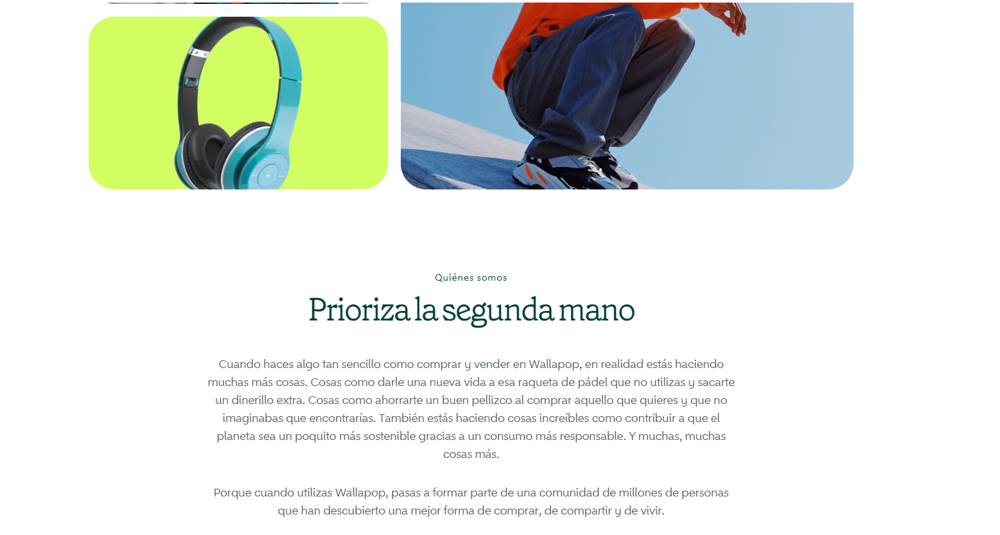 Quiénes somos
Prioriza la segunda mano
Cuando haces algo tan sencillo como comprar y vender en Wallapop, en realidad estás haciendo
muchas más cosas. Cosas como darle una nueva vida a esa raqueta de pádel que no utilizas y sacarte
un dinerillo extra. Cosas como ahorrarte un buen pellizco al comprar aquello que quieres y que no
imaginabas que encontrarías. También estás haciendo cosas increíbles como contribuir a que el
planeta sea un poquito más sostenible gracias a un consumo más responsable. Y muchas, muchas
cosas más.
Porque cuando utilizas Wallapop, pasas a formar parte de una comunidad de millones de personas
que han descubierto una mejor forma de comprar, de compartir y de vivir.